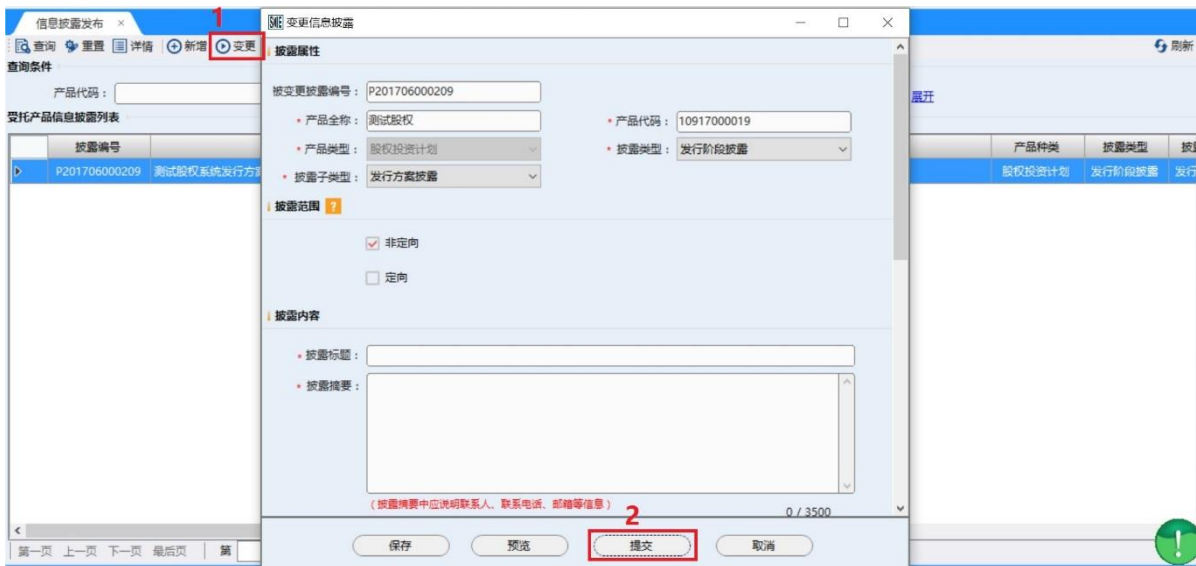 信息披露发布 ×
1
查询 重置 详情 新增 变更
刷新
查询条件
产品代码：
展开
受托产品信息披露列表
披露编号 产品种类 披露类型
P201706000209 测试股权系统发行方 股权投资计划 发行阶段披露 发行
变更信息披露
披露属性
被变更披露编号： P201706000209
* 产品全称： 测试股权
* 产品代码： 10917000019
* 产品类型： 股权投资计划
* 披露类型： 发行阶段披露
* 披露子类型： 发行方案披露
披露范围 ?
非定向
定向
披露内容
* 披露标题：
* 披露摘要：
（披露摘要中应说明联系人、联系电话、邮箱等信息）
0 / 3500
2
保存 预览 提交 取消
第一页 上一页 下一页 最后页 第